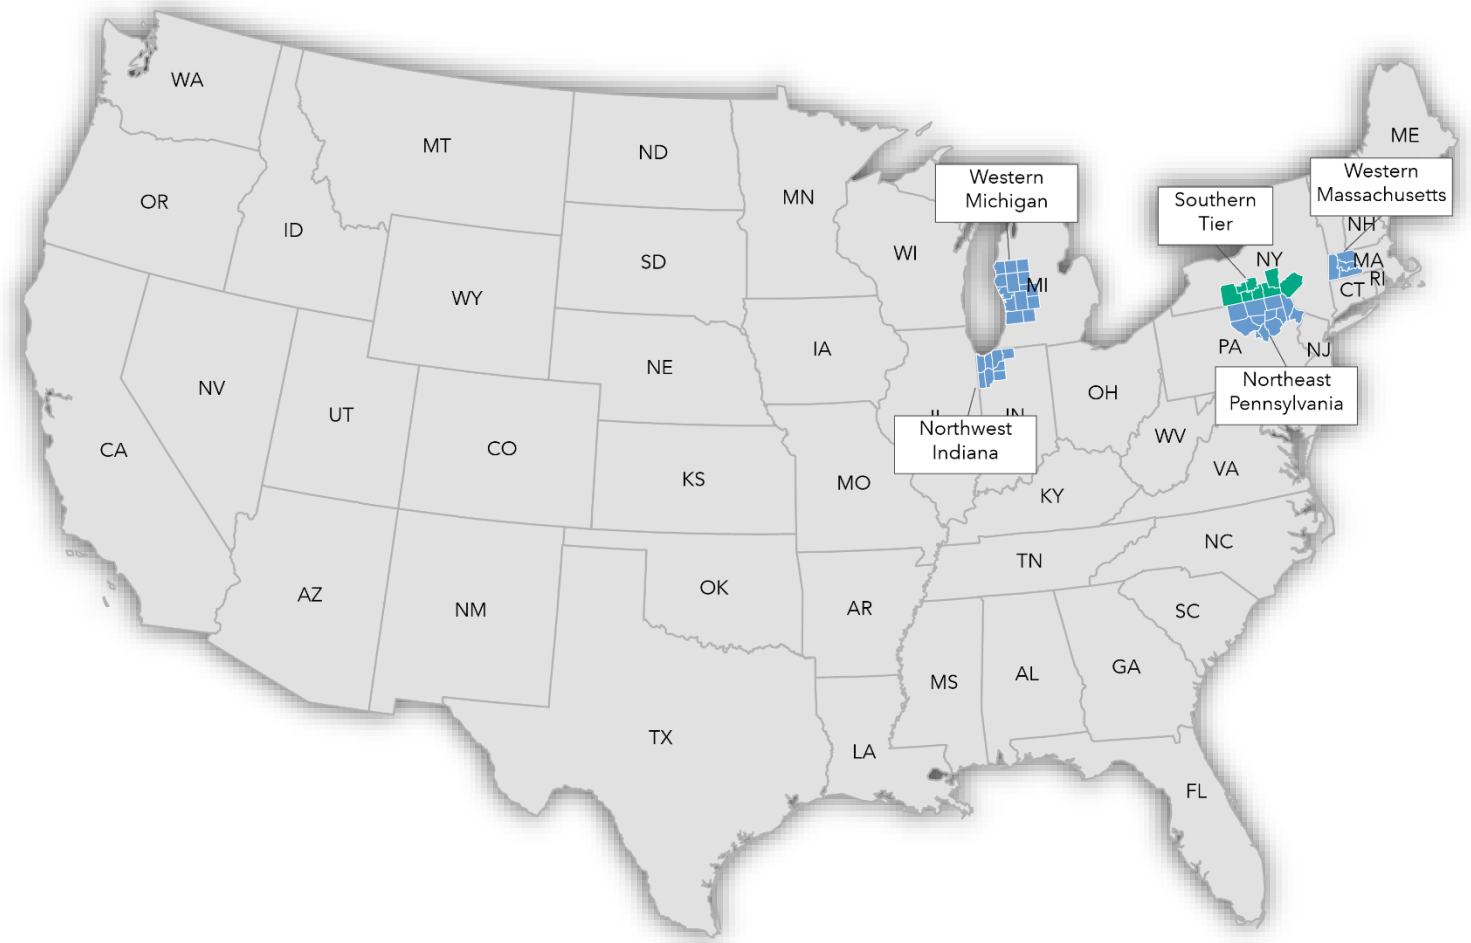 WA
ME
MT
ND
Western
Michigan
Western
Massachusetts
MN
OR
Southern
Tier
NH
ID
WI
SD
NY
MA
RI
MI
CT
WY
IA
PA
NJ
NE
NV
OH
Northeast
Pennsylvania
UT
IN
Northwest
Indiana
CA
CO
WV
VA
KS
MO
KY
NC
TN
OK
AZ
NM
AR
SC
GA
AL
MS
TX
LA
FL